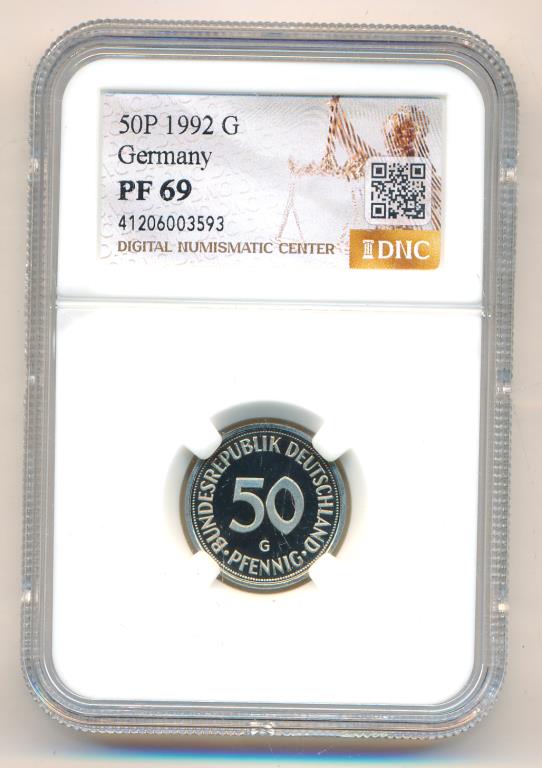 50P 1992 G
Germany
PF 69
41206003593
DIGITAL NUMISMATIC CENTER
DNC
·BUNDESREPUBLIK DEUTSCHLAND·
50
G
PFENNIG